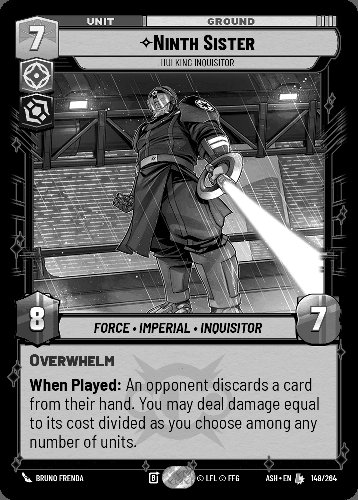 UNIT
GROUND
7
✧NINTH SISTER
HULKING INQUISITOR
8
7
FORCE • IMPERIAL • INQUISITOR
OVERWHELM
When Played: An opponent discards a card
from their hand. You may deal damage equal
to its cost divided as you choose among any
number of units.
BRUNO FRENDA
© LFL © FFG
ASH • EN
148/264